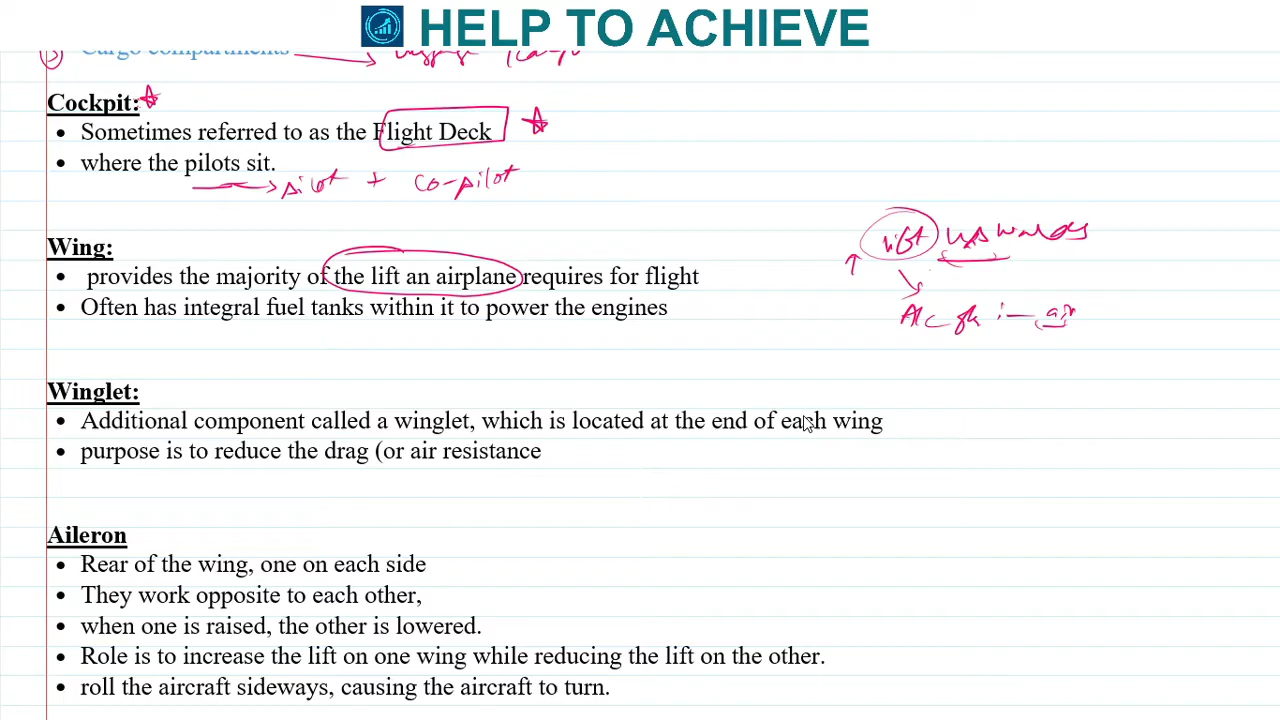 HELP TO ACHIEVE
Cargo compartments
Cockpit:
Sometimes referred to as the Flight Deck
where the pilots sit.
pilot + co-pilot
Wing:
lift upwards
provides the majority of the lift an airplane requires for flight
Often has integral fuel tanks within it to power the engines
air
Winglet:
Additional component called a winglet, which is located at the end of each wing
purpose is to reduce the drag (or air resistance
Aileron
Rear of the wing, one on each side
They work opposite to each other,
when one is raised, the other is lowered.
Role is to increase the lift on one wing while reducing the lift on the other.
roll the aircraft sideways, causing the aircraft to turn.